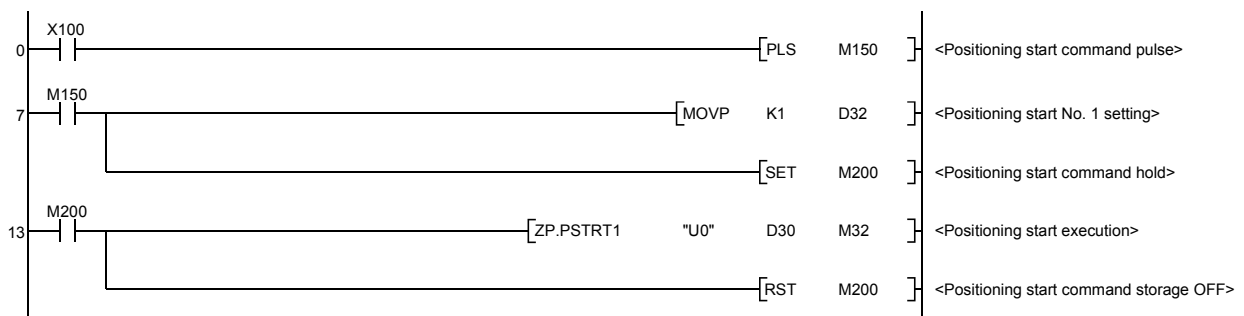 X100
0 PLS M150 <Positioning start command pulse>
M150
7 MOVP K1 D32 <Positioning start No. 1 setting>
SET M200 <Positioning start command hold>
M200
13 ZP.PSTRT1 "U0" D30 M32 <Positioning start execution>
RST M200 <Positioning start command storage OFF>